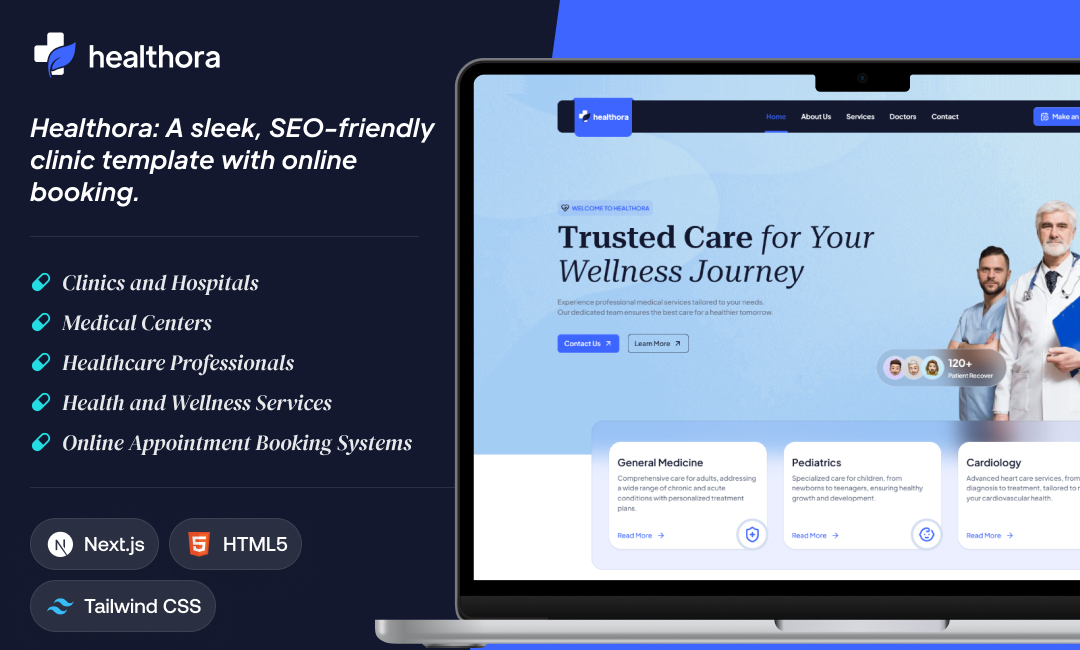 healthora
Healthora: A sleek, SEO-friendly
clinic template with online
booking.
Clinics and Hospitals
Medical Centers
Healthcare Professionals
Health and Wellness Services
Online Appointment Booking Systems
Next.js
HTML5
Tailwind CSS
healthora
Home
About Us
Services
Doctors
Contact
Make an
WELCOME TO HEALTHORA
Trusted Care for Your
Wellness Journey
Experience professional medical services tailored to your needs.
Our dedicated team ensures the best care for a healthier tomorrow.
Contact Us
Learn More
120+
Patient Recover
General Medicine
Comprehensive care for adults, addressing
a wide range of chronic and acute
conditions with personalized treatment
plans.
Read More
Pediatrics
Specialized care for children, from
newborns to teenagers, ensuring healthy
growth and development.
Read More
Cardiology
Advanced heart care services, from
diagnosis to treatment, tailored to
your cardiovascular health.
Read More